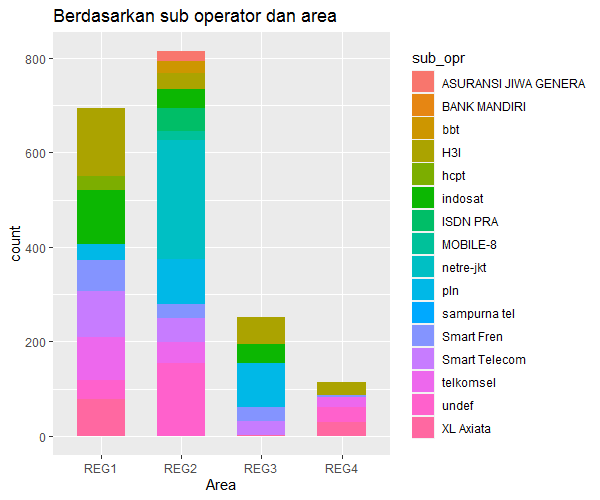 Berdasarkan sub operator dan area
800
600
400
200
0
count
REG1 REG2 REG3 REG4
Area
sub_opr
ASURANSI JIWA GENERA
BANK MANDIRI
bbt
H3I
hcpt
indosat
ISDN PRA
MOBILE-8
netre-jkt
pln
sampurna tel
Smart Fren
Smart Telecom
telkomsel
undef
XL Axiata